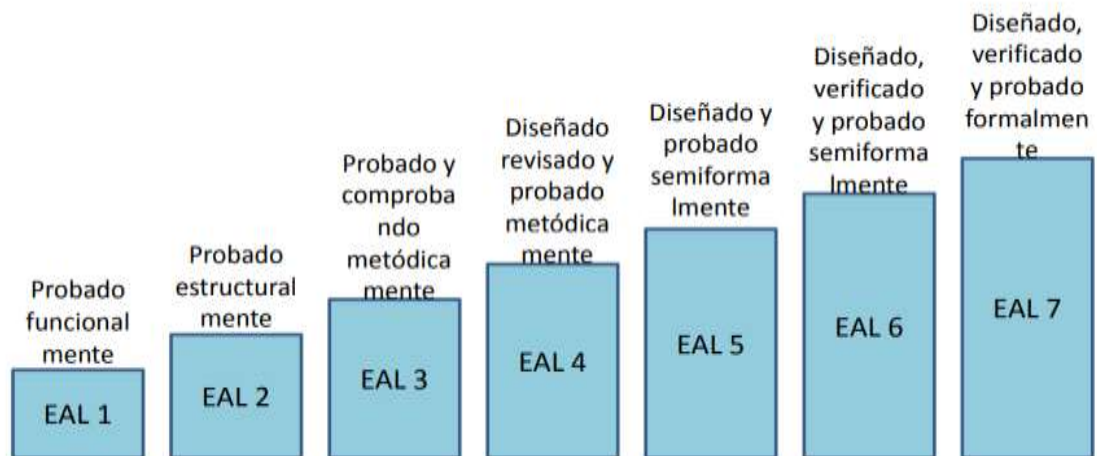 Probado
funcional
mente
EAL 1
Probado
estructural
mente
EAL 2
Probado y
comproba
ndo
metódica
mente
EAL 3
Diseñado
revisado y
probado
metódica
mente
EAL 4
Diseñado y
probado
semiforma
lmente
EAL 5
Diseñado,
verificado
y probado
semiforma
lmente
EAL 6
Diseñado,
verificado
y probado
formalmen
te
EAL 7